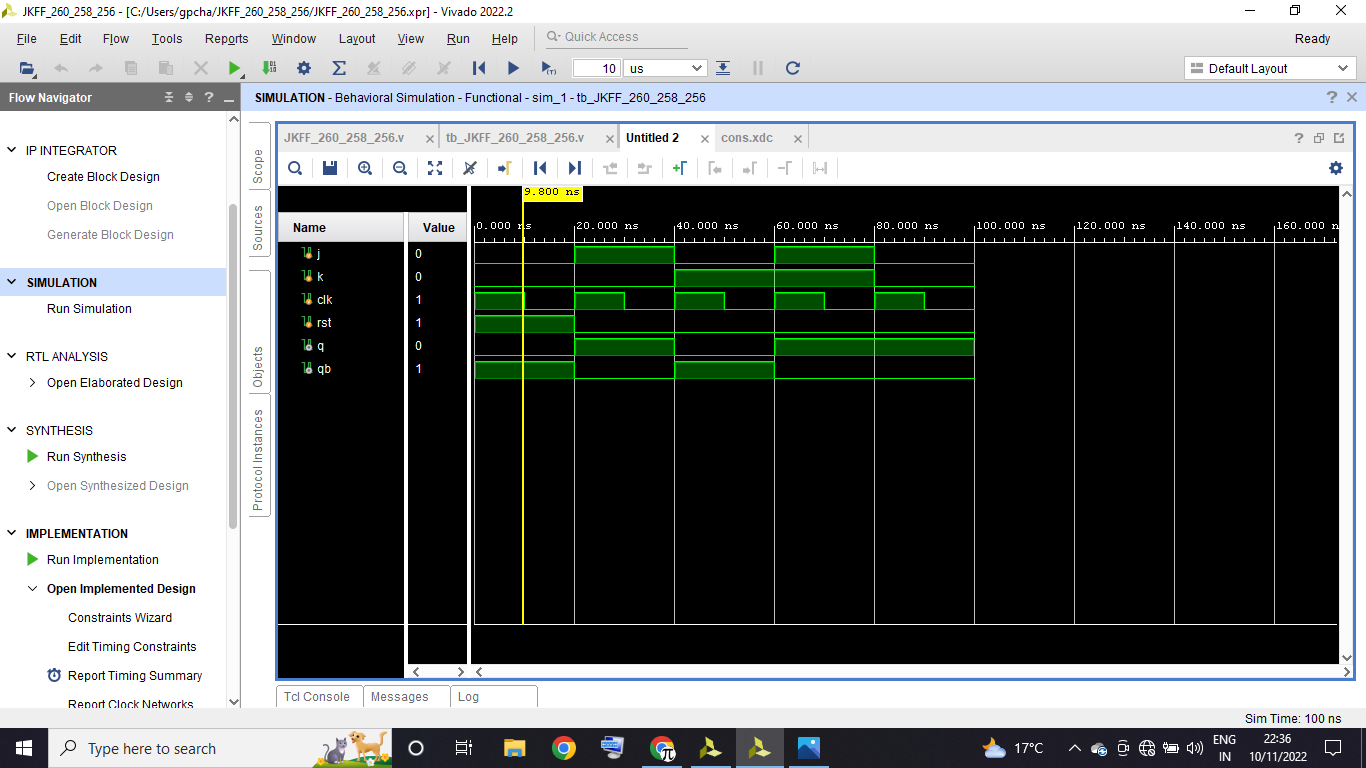 JKFF_260_258_256 - [C:/Users/gpcha/JKFF_260_258_256/JKFF_260_258_256.xpr] - Vivado 2022.2
File Edit Flow Tools Reports Window Layout View Run Help Quick Access Ready
10 us Default Layout
Flow Navigator
SIMULATION - Behavioral Simulation - Functional - sim_1 - tb_JKFF_260_258_256
IP INTEGRATOR
Create Block Design
Open Block Design
Generate Block Design
SIMULATION
Run Simulation
RTL ANALYSIS
Open Elaborated Design
SYNTHESIS
Run Synthesis
Open Synthesized Design
IMPLEMENTATION
Run Implementation
Open Implemented Design
Constraints Wizard
Edit Timing Constraints
Report Timing Summary
Report Clock Networks
Scope
Sources
Objects
Protocol Instances
JKFF_260_258_256.v tb_JKFF_260_258_256.v Untitled 2 cons.xdc
9.800 ns
Name Value
0.000 ns 20.000 ns 40.000 ns 60.000 ns 80.000 ns 100.000 ns 120.000 ns 140.000 ns 160.000 n
j 0
k 0
clk 1
rst 1
q 0
qb 1
Tcl Console Messages Log
Sim Time: 100 ns
Type here to search
17°C
ENG
IN
22:36
10/11/2022